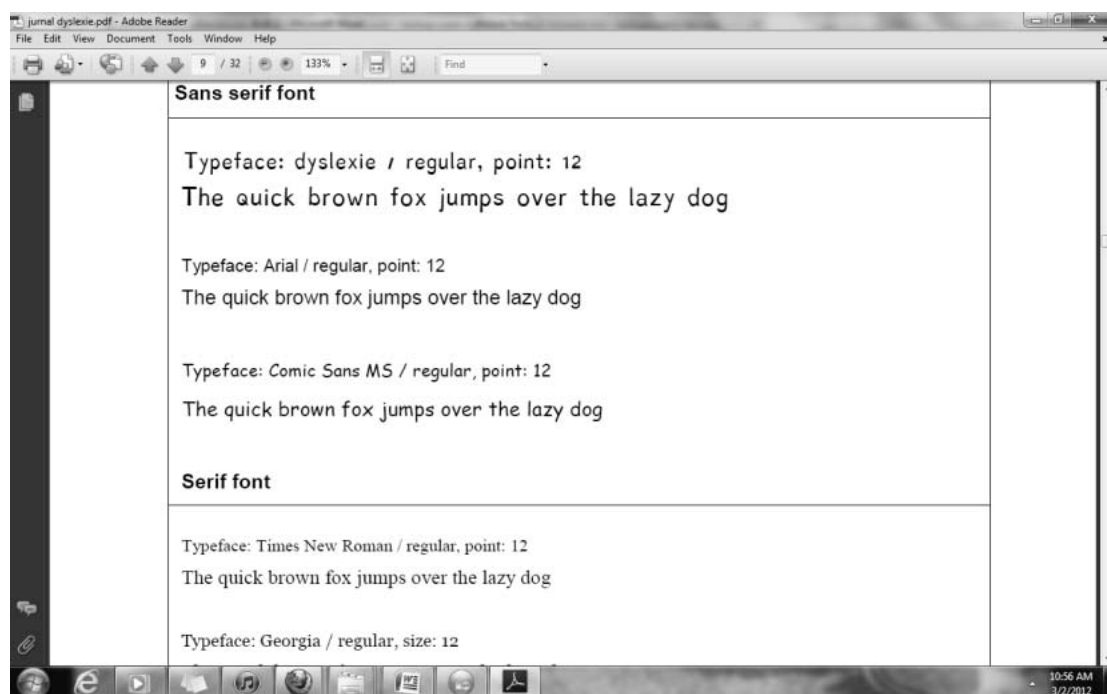 jurnal dyslexie.pdf - Adobe Reader
File Edit View Document Tools Window Help
9 / 32 133% Find
Sans serif font
Typeface: dyslexie / regular, point: 12
The quick brown fox jumps over the lazy dog
Typeface: Arial / regular, point: 12
The quick brown fox jumps over the lazy dog
Typeface: Comic Sans MS / regular, point: 12
The quick brown fox jumps over the lazy dog
Serif font
Typeface: Times New Roman / regular, point: 12
The quick brown fox jumps over the lazy dog
Typeface: Georgia / regular, size: 12
10:56 AM
3/2/2012